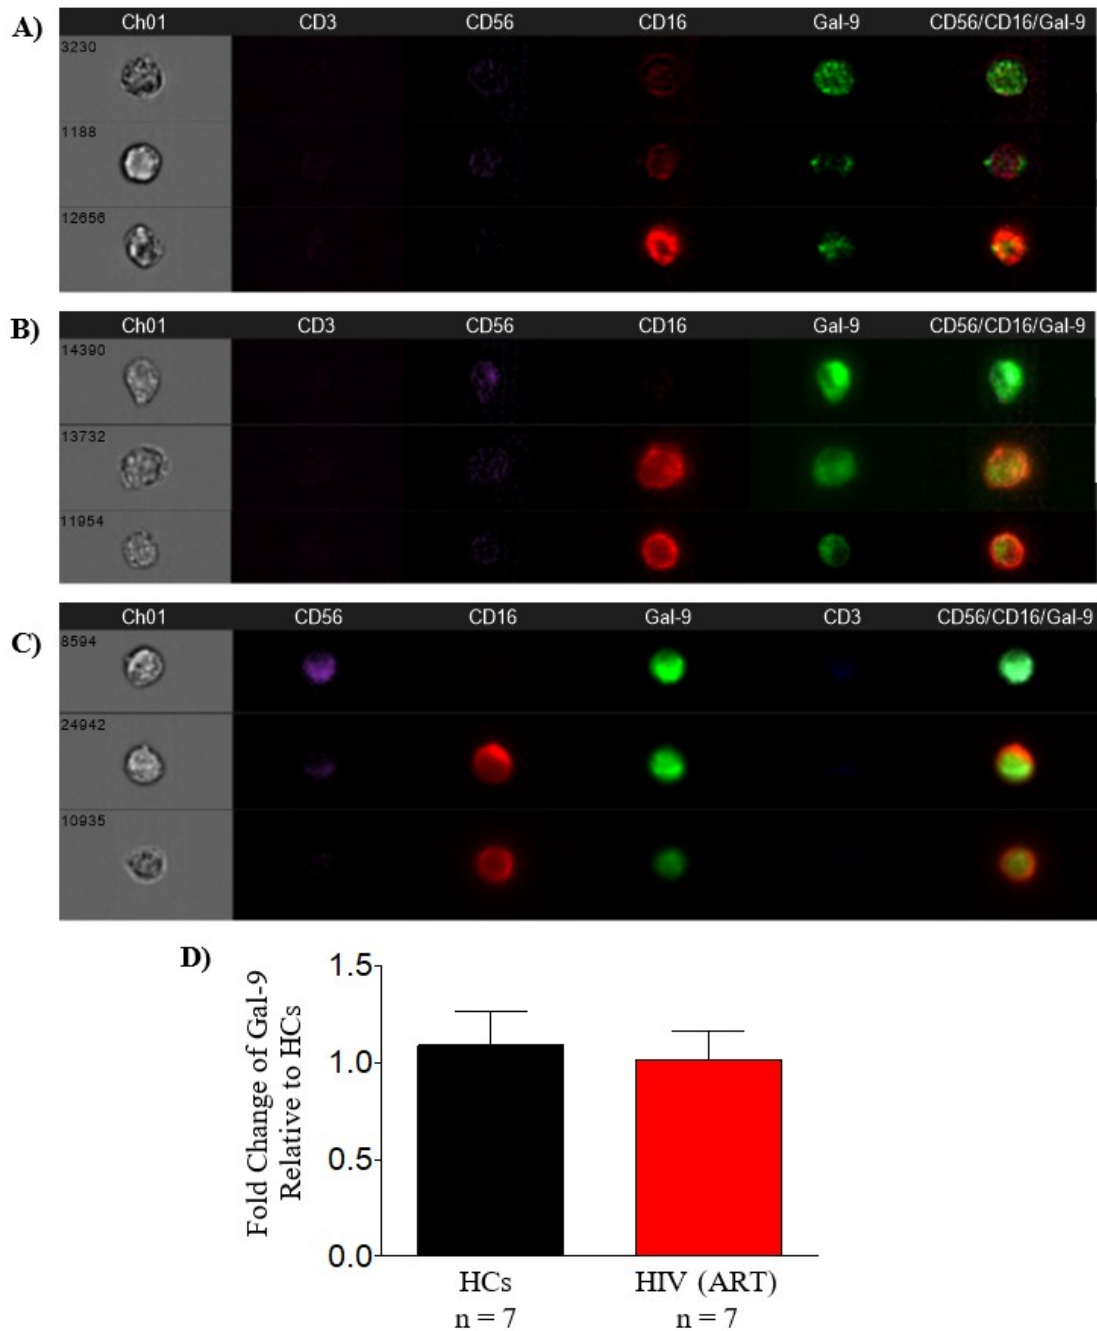 A)
Ch01 CD3 CD56 CD16 Gal-9 CD56/CD16/Gal-9
3230
1188
12656
B)
Ch01 CD3 CD56 CD16 Gal-9 CD56/CD16/Gal-9
14390
13732
11954
C)
Ch01 CD56 CD16 Gal-9 CD3 CD56/CD16/Gal-9
8594
24942
10935
D)
Fold Change of Gal-9
Relative to HCs
1.5
1.0
0.5
0.0
HCs HIV (ART)
n = 7 n = 7